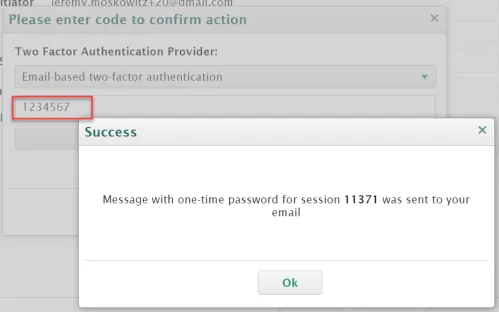 itiator jeremy.moskowitz+20@gmail.com
Please enter code to confirm action ×
Two Factor Authentication Provider:
Email-based two-factor authentication
1234567
Success ×
Message with one-time password for session 11371 was sent to your
email
Ok